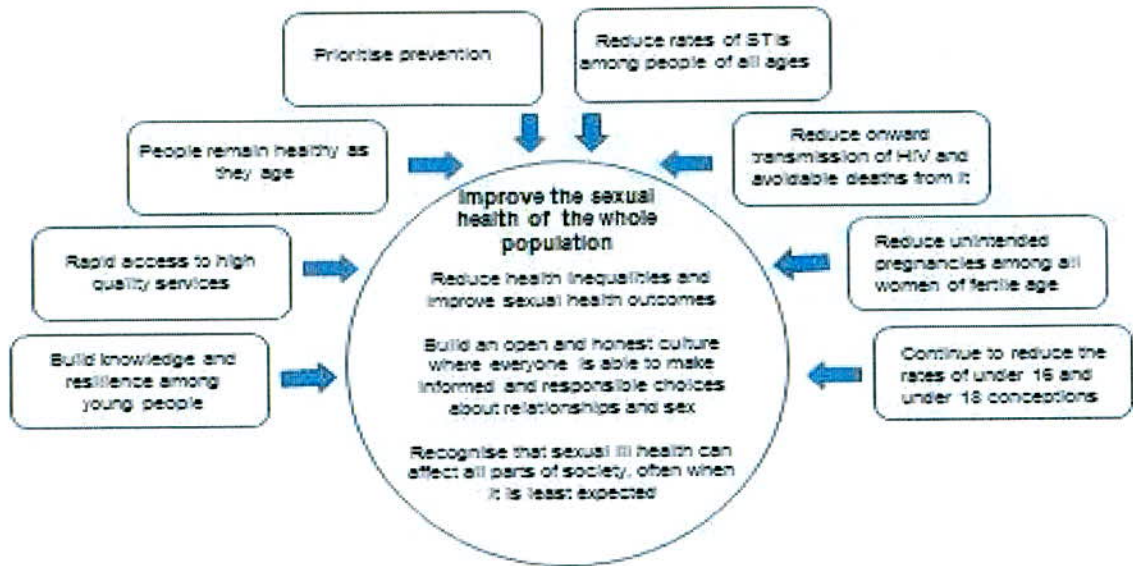 Prioritise prevention
Reduce rates of STIs
among people of all ages
People remain healthy as
they age
Reduce onward
transmission of HIV and
avoidable deaths from it
Rapid access to high
quality services
Reduce unintended
pregnancies among all
women of fertile age
Build knowledge and
resilience among
young people
Continue to reduce the
rates of under 16 and
under 18 conceptions
Improve the sexual
health of the whole
population
Reduce health inequalities and
improve sexual health outcomes
Build an open and honest culture
where everyone is able to make
informed and responsible choices
about relationships and sex
Recognise that sexual ill health can
affect all parts of society, often when
it is least expected